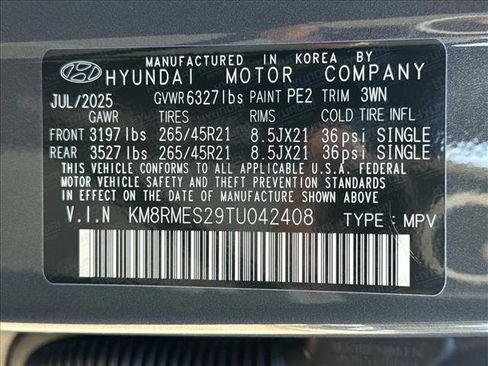 MANUFACTURED IN KOREA BY
HYUNDAI MOTOR COMPANY
JUL/2025 GVWR 6327lbs PAINT PE2 TRIM 3WN
GAWR TIRES RIMS COLD TIRE INFL
FRONT 3197lbs 265/45R21 8.5JX21 36psi SINGLE
REAR 3527lbs 265/45R21 8.5JX21 36psi SINGLE
THIS VEHICLE CONFORMS TO ALL APPLICABLE U.S.A. FEDERAL
MOTOR VEHICLE SAFETY AND THEFT PREVENTION STANDARDS
IN EFFECT ON THE DATE OF MANUFACTURE SHOWN ABOVE
V.I.N KM8RMES29TU042408 TYPE : MPV